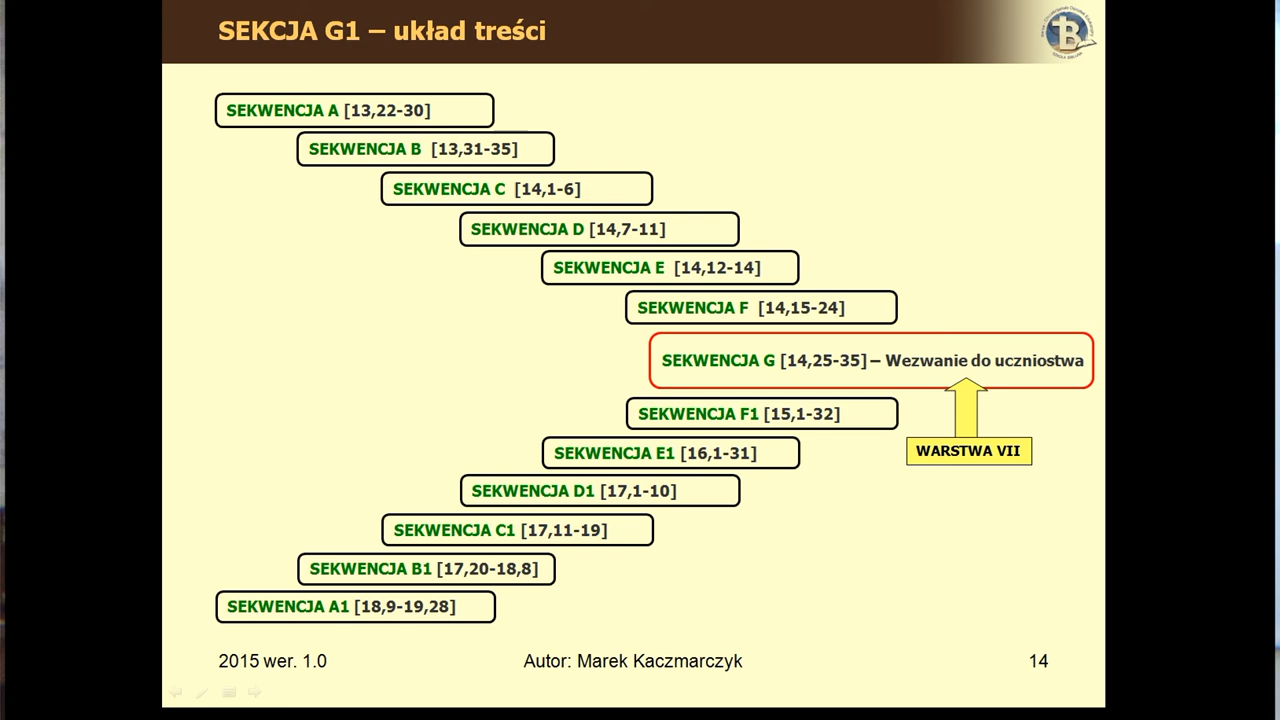 SEKCJA G1 – układ treści
SEKWENCJA A [13,22-30]
SEKWENCJA B [13,31-35]
SEKWENCJA C [14,1-6]
SEKWENCJA D [14,7-11]
SEKWENCJA E [14,12-14]
SEKWENCJA F [14,15-24]
SEKWENCJA G [14,25-35] – Wezwanie do uczniostwa
SEKWENCJA F1 [15,1-32]
SEKWENCJA E1 [16,1-31]
WARSTWA VII
SEKWENCJA D1 [17,1-10]
SEKWENCJA C1 [17,11-19]
SEKWENCJA B1 [17,20-18,8]
SEKWENCJA A1 [18,9-19,28]
2015 wer. 1.0
Autor: Marek Kaczmarczyk
14